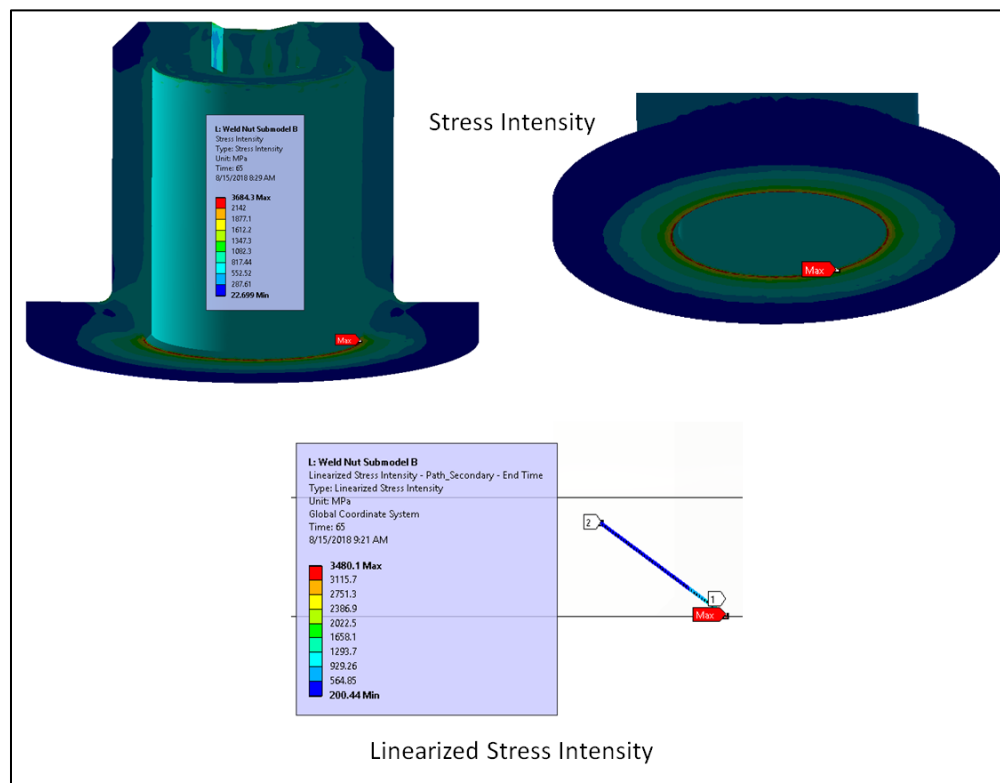 Stress Intensity
L: Weld Nut Submodel B
Stress Intensity
Type: Stress Intensity
Unit: MPa
Time: 65
8/15/2018 8:29 AM
3684.3 Max
2142
1877.1
1612.2
1347.3
1082.3
817.44
552.52
287.61
22.699 Min
Max
Max
L: Weld Nut Submodel B
Linearized Stress Intensity - Path_Secondary - End Time
Type: Linearized Stress Intensity
Unit: MPa
Global Coordinate System
Time: 65
8/15/2018 9:21 AM
3480.1 Max
3115.7
2751.3
2386.9
2022.5
1658.1
1293.7
929.26
564.85
200.44 Min
2
1
Max
Linearized Stress Intensity